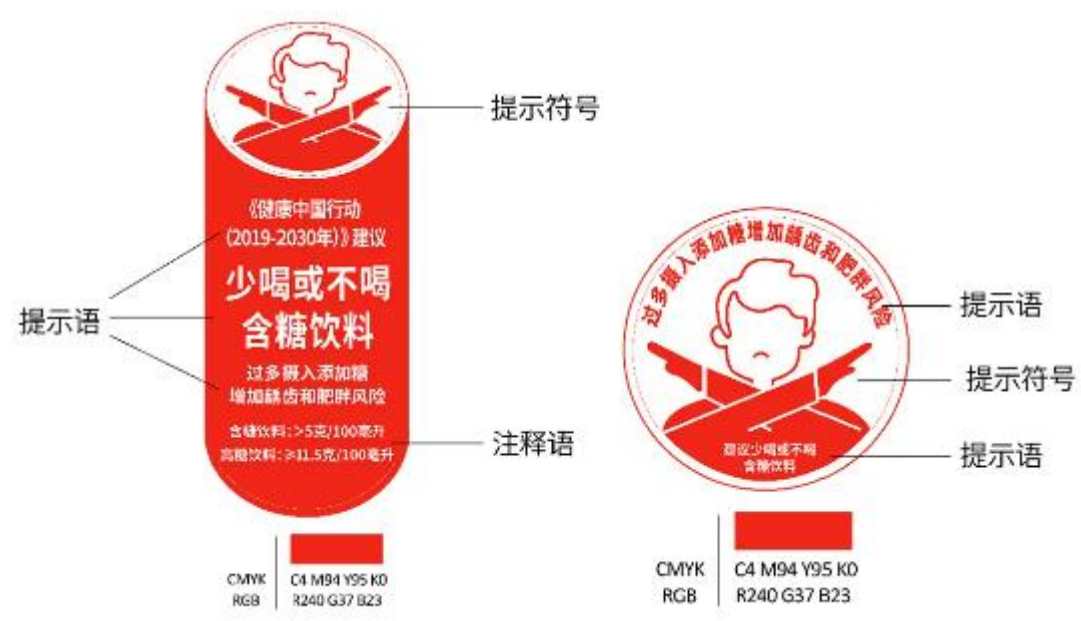 提示符号
《健康中国行动
(2019-2030年)》建议
少喝或不喝
含糖饮料
提示语
过多摄入添加糖
增加龋齿和肥胖风险
含糖饮料：>5克/100毫升
高糖饮料：≥11.5克/100毫升
注释语
CMYK
C4 M94 Y95 K0
RGB
R240 G37 B23
过多摄入添加糖增加龋齿和肥胖风险
提示语
提示符号
建议少喝或不喝
含糖饮料
提示语
CMYK
C4 M94 Y95 K0
RGB
R240 G37 B23